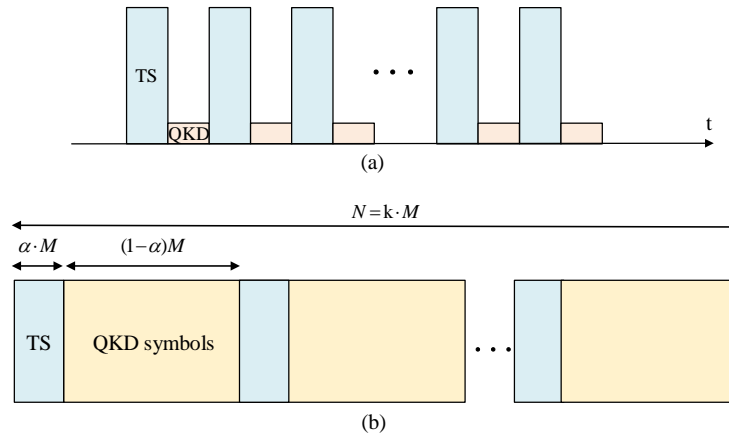 TS
QKD
. . .
t
(a)
N = k · M
α · M
(1−α)M
TS
QKD symbols
. . .
(b)